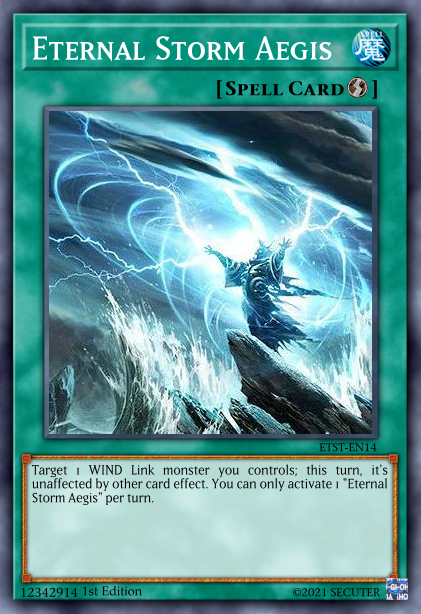 Eternal Storm Aegis
魔
[Spell Card]
ETST-EN14
Target 1 WIND Link monster you controls; this turn, it's
unaffected by other card effect. You can only activate 1 "Eternal
Storm Aegis" per turn.
12342914 1st Edition
©2021 SECUTER